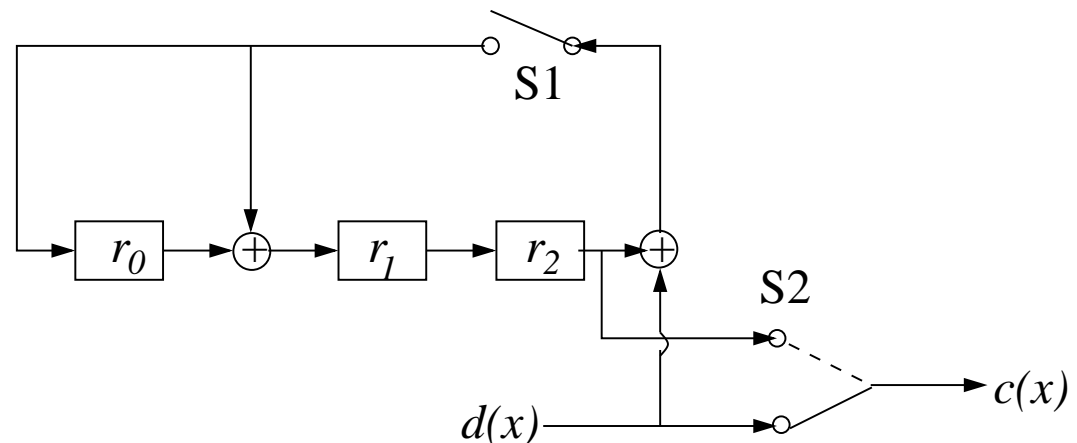 S1
r0 + r1 r2 +
S2
c(x)
d(x)